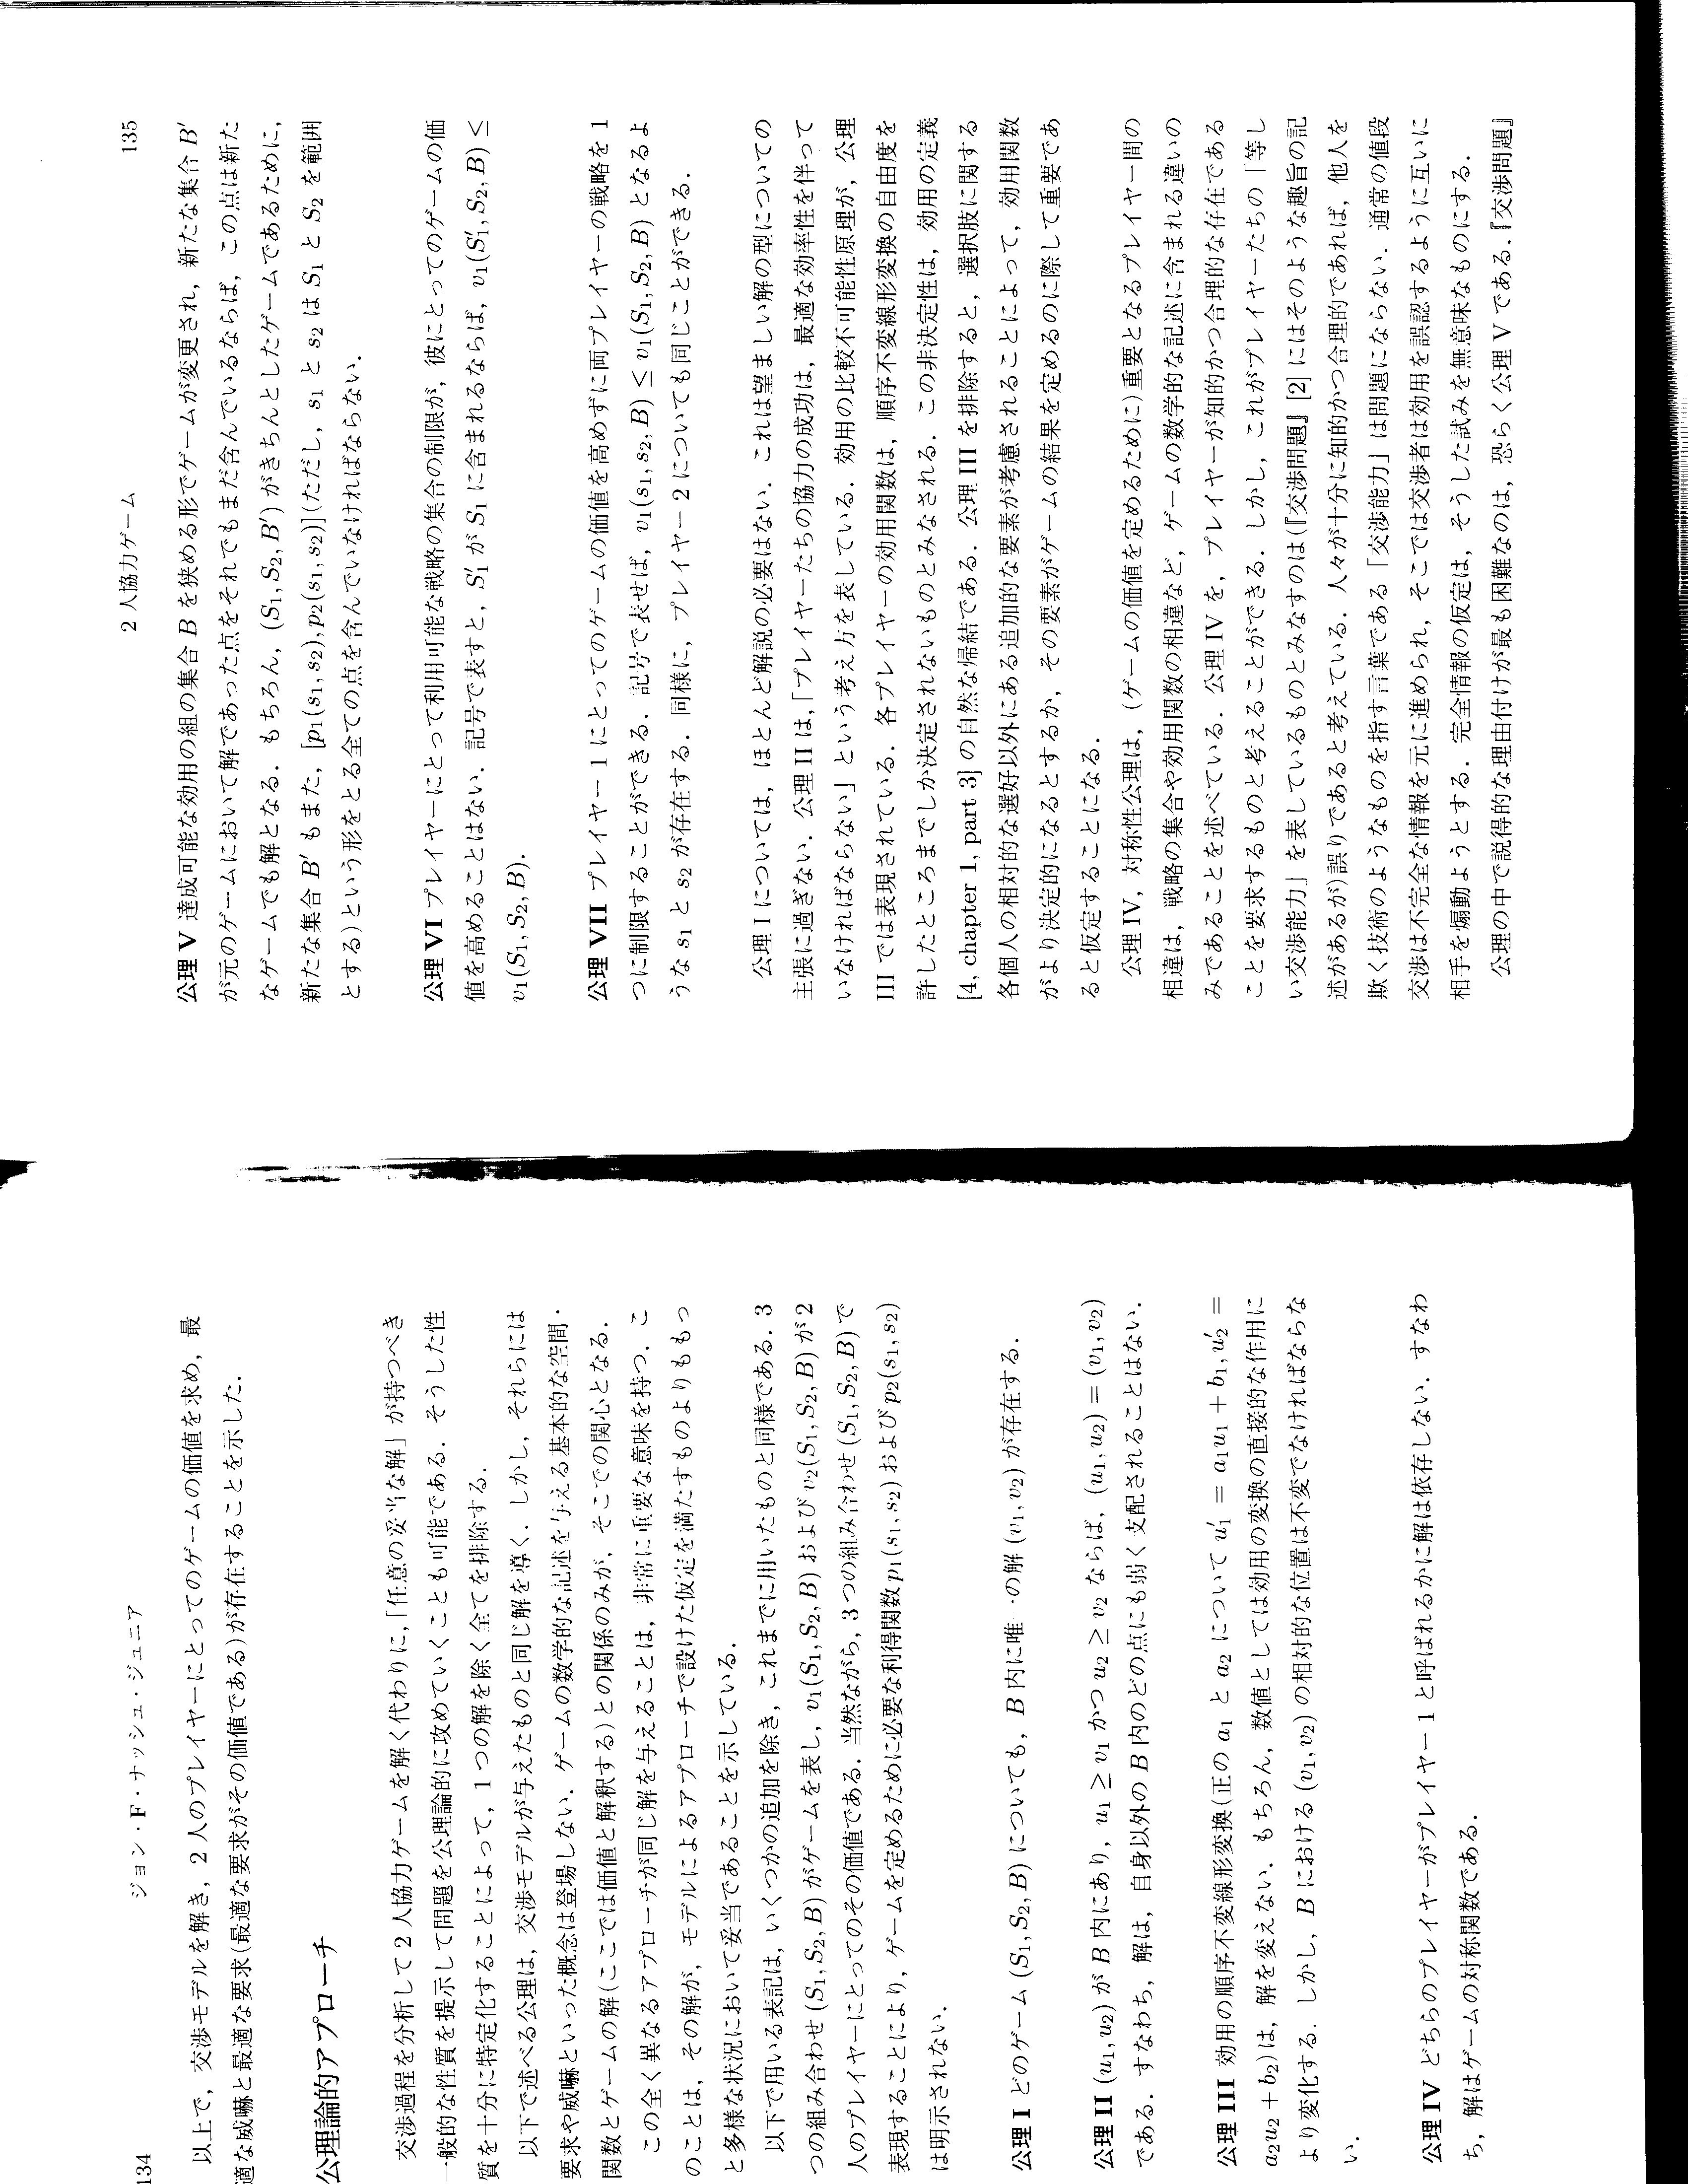 134
ジョン・F・ナッシュ・ジュニア
以上で，交渉モデルを解き，2 人のプレイヤーにとってのゲームの価値を求め，最
適な威嚇と最適な要求(最適な要求がその価値である)が存在することを示した．
公理論的アプローチ
交渉過程を分析して 2 人協力ゲームを解く代わりに，「任意の妥当な解」が持つべき
一般的な性質を提示して問題を公理論的に攻めていくことも可能である．そうした性
質を十分に特定化することによって，1 つの解を除く全てを排除する．
以下で述べる公理は，交渉モデルが与えたものと同じ解を導く．しかし，それらには
要求や威嚇といった概念は登場しない．ゲームの数学的な記述を与える基本的な空間・
関数とゲームの解(ここでは価値と解釈する)との関係のみが，そこでの関心となる．
この全く異なるアプローチが同じ解を与えることは，非常に重要な意味を持つ．こ
のことは，その解が，モデルによるアプローチで設けた仮定を満たすものよりももっ
と多様な状況において妥当であることを示している．
以下で用いる表記は，いくつかの追加を除き，これまでに用いたものと同様である．3
つの組み合わせ (S₁, S₂, B) がゲームを表し，v₁(S₁, S₂, B) および v₂(S₁, S₂, B) が 2
人のプレイヤーにとってのその価値である．当然ながら，3 つの組み合わせ (S₁, S₂, B) で
表現することにより，ゲームを定めるために必要な利得関数 p₁(s₁, s₂) および p₂(s₁, s₂)
は明示されない．
公理 I どのゲーム (S₁, S₂, B) についても，B 内に唯一の解 (v₁, v₂) が存在する．
公理 II (u₁, u₂) が B 内にあり，u₁ ≥ v₁ かつ u₂ ≥ v₂ ならば，(u₁, u₂) = (v₁, v₂)
である．すなわち，解は，自身以外の B 内のどの点にも弱く支配されることはない．
公理 III 効用の順序不変線形変換(正の a₁ と a₂ について u₁′ = a₁u₁ + b₁, u₂′ =
a₂u₂ + b₂)は，解を変えない．もちろん，数値としては効用の変換の直接的な作用に
より変化する．しかし，B における (v₁, v₂) の相対的な位置は不変でなければならな
い．
公理 IV どちらのプレイヤーがプレイヤー 1 と呼ばれるかに解は依存しない．すなわ
ち，解はゲームの対称関数である．
2 人協力ゲーム
135
公理 V 達成可能な効用の組の集合 B を狭める形でゲームが変更され，新たな集合 B′
が元のゲームにおいて解であった点をそれでもまだ含んでいるならば，この点は新た
なゲームでも解となる．もちろん，(S₁, S₂, B′) がきちんとしたゲームであるために，
新たな集合 B′ もまた，[p₁(s₁, s₂), p₂(s₁, s₂)](ただし，s₁ と s₂ は S₁ と S₂ を範囲
とする)という形をとる全ての点を含んでいなければならない．
公理 VI プレイヤーにとって利用可能な戦略の集合の制限が，彼にとってのゲームの価
値を高めることはない．記号で表すと，S₁′ が S₁ に含まれるならば，v₁(S₁′, S₂, B) ≤
v₁(S₁, S₂, B)．
公理 VII プレイヤー 1 にとってのゲームの価値を高めずに両プレイヤーの戦略を 1
つに制限することができる．記号で表せば，v₁(s₁, s₂, B) ≤ v₁(S₁, S₂, B) となるよ
うな s₁ と s₂ が存在する．同様に，プレイヤー 2 についても同じことができる．
公理 I については，ほとんど解説の必要はない．これは望ましい解の型についての
主張に過ぎない．公理 II は，「プレイヤーたちの協力の成功は，最適な効率性を伴って
いなければならない」という考え方を表している．効用の比較不可能性原理が，公理
III では表現されている．各プレイヤーの効用関数は，順序不変線形変換の自由度を
許したところまでしか決定されないものとみなされる．この非決定性は，効用の定義
[4, chapter 1, part 3] の自然な帰結である．公理 III を排除すると，選択肢に関する
各個人の相対的な選好以外にある追加的な要素が考慮されることによって，効用関数
がより決定的になるとするか，その要素がゲームの結果を定めるのに際して重要であ
ると仮定することになる．
公理 IV，対称性公理は，(ゲームの価値を定めるために)重要となるプレイヤー間の
相違は，戦略の集合や効用関数の相違など，ゲームの数学的な記述に含まれる違いの
みであることを述べている．公理 IV を，プレイヤーが知的かつ合理的な存在である
ことを要求するものと考えることができる．しかし，これがプレイヤーたちの「等し
い交渉能力」を表しているものとみなすのは(『交渉問題』[2] にはそのような趣旨の記
述があるが)誤りであると考えている．人々が十分に知的かつ合理的であれば，他人を
欺く技術のようなものを指す言葉である「交渉能力」は問題にならない．通常の値段
交渉は不完全な情報を元に進められ，そこでは交渉者は効用を誤認するように互いに
相手を煽動ようとする．完全情報の仮定は，そうした試みを無意味なものにする．
公理の中で説得的な理由付けが最も困難なのは，恐らく公理 V である．『交渉問題』